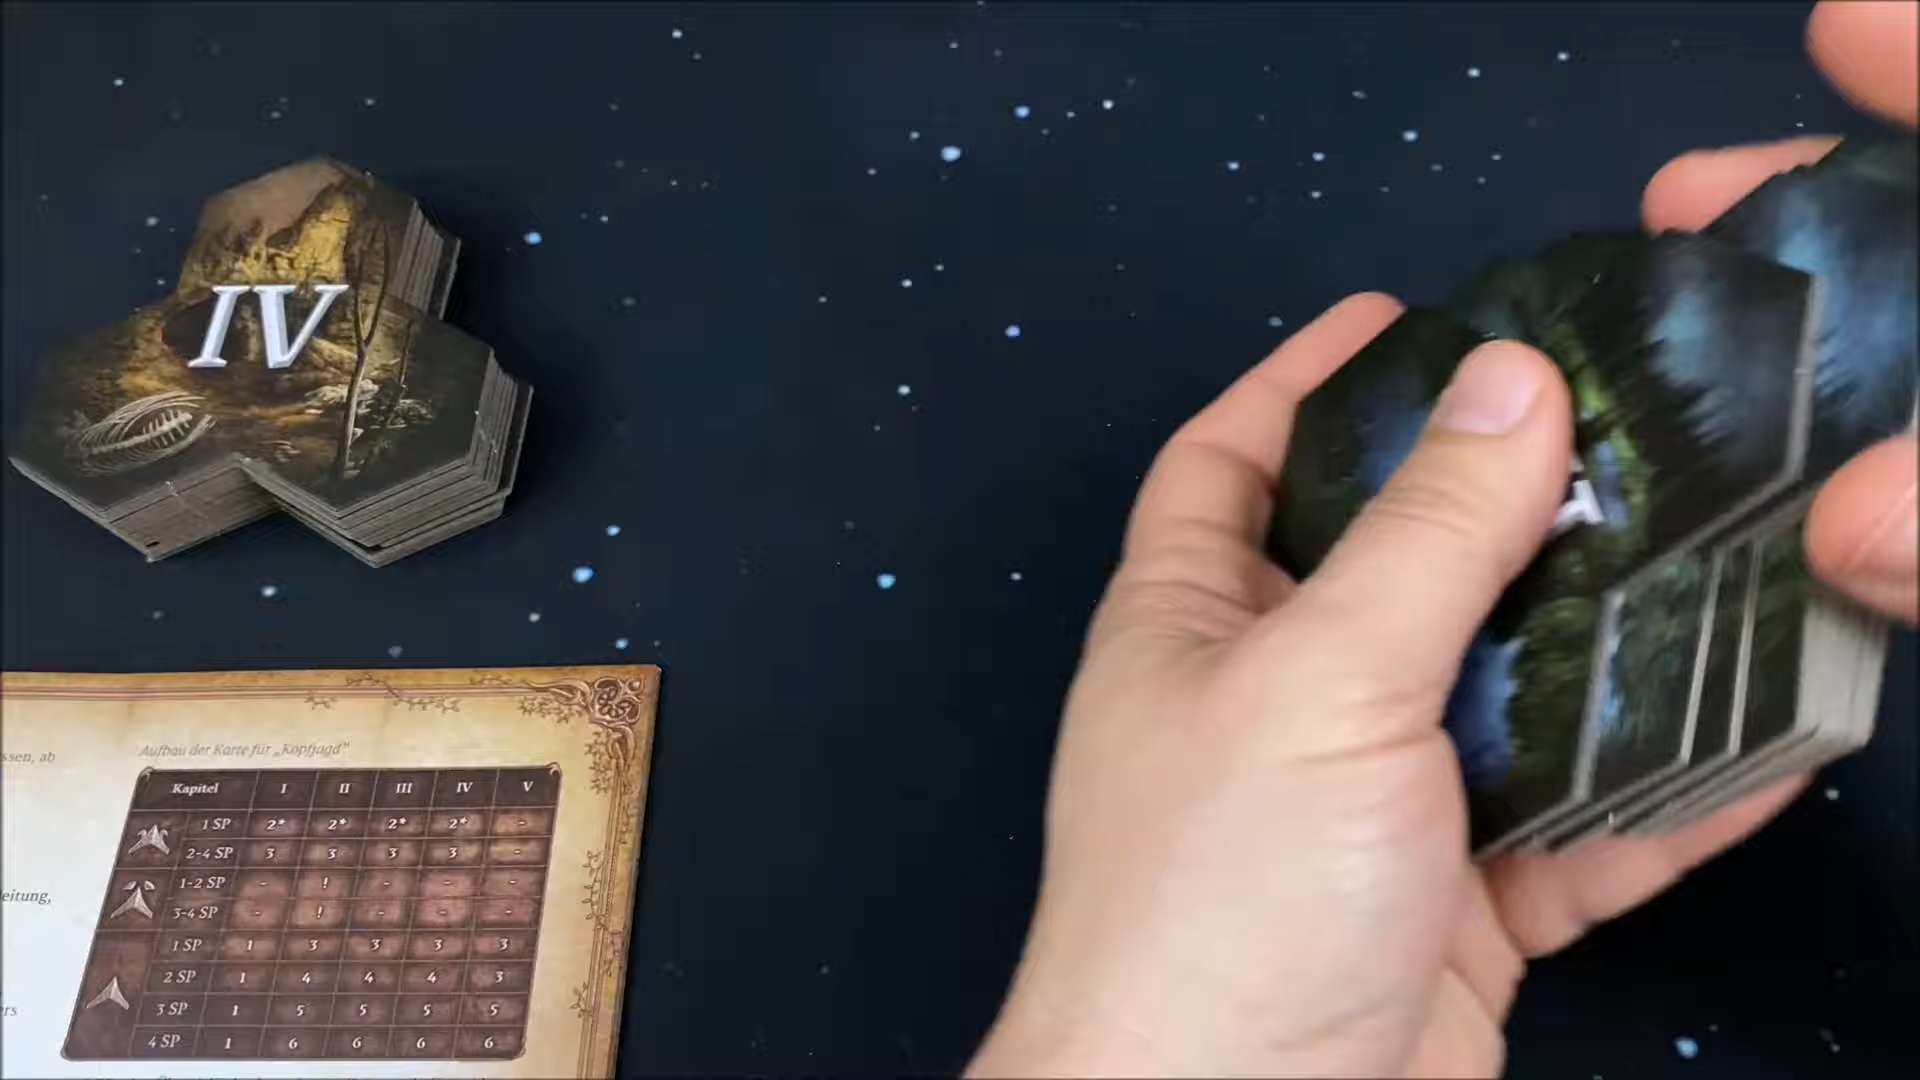 IV
ssen, ab
eitung,
ers
Aufbau der Karte für „Kopfjagd“
Kapitel I II III IV V
1 SP 2* 2* 2* 2* -
2-4 SP 3 3 3 3 -
1-2 SP - ! - - -
3-4 SP - ! - - -
1 SP 1 3 3 3 3
2 SP 1 4 4 4 3
3 SP 1 5 5 5 5
4 SP 1 6 6 6 6